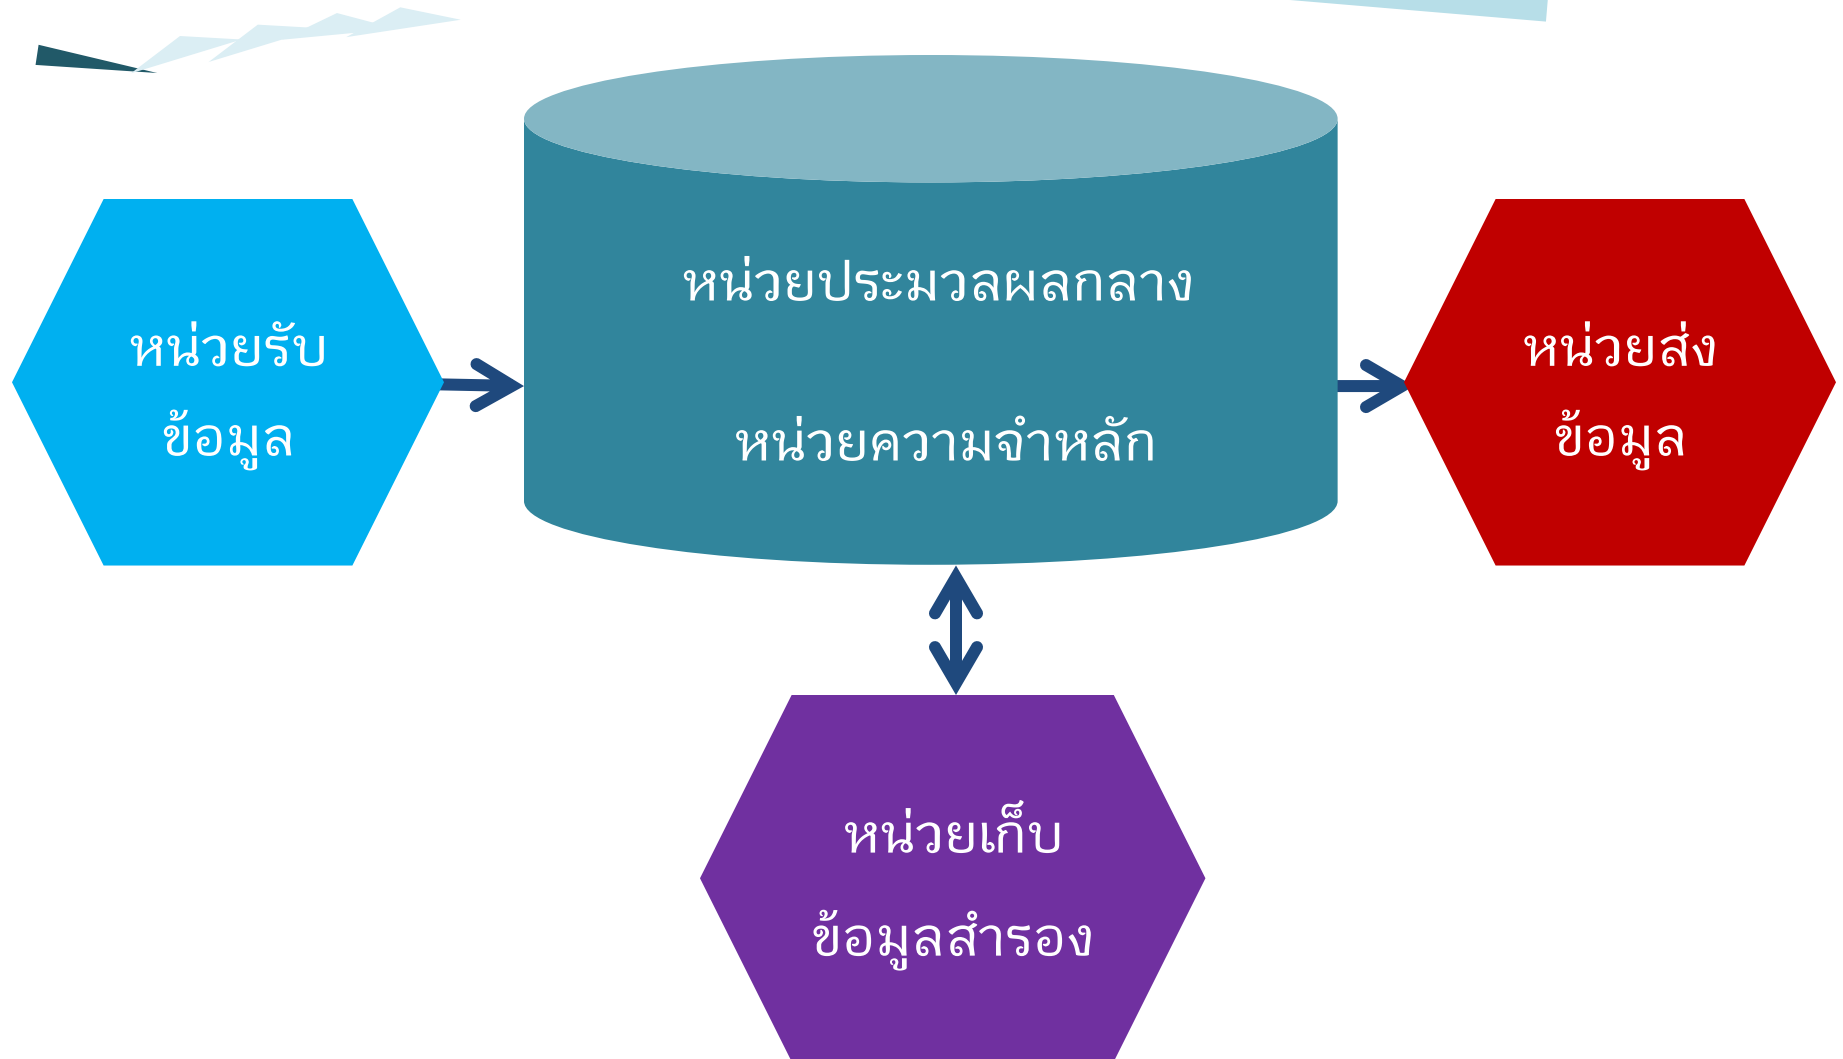 หน่วยประมวลผลกลาง
หน่วยความจำหลัก
หน่วยรับ
ข้อมูล
หน่วยส่ง
ข้อมูล
หน่วยเก็บ
ข้อมูลสำรอง